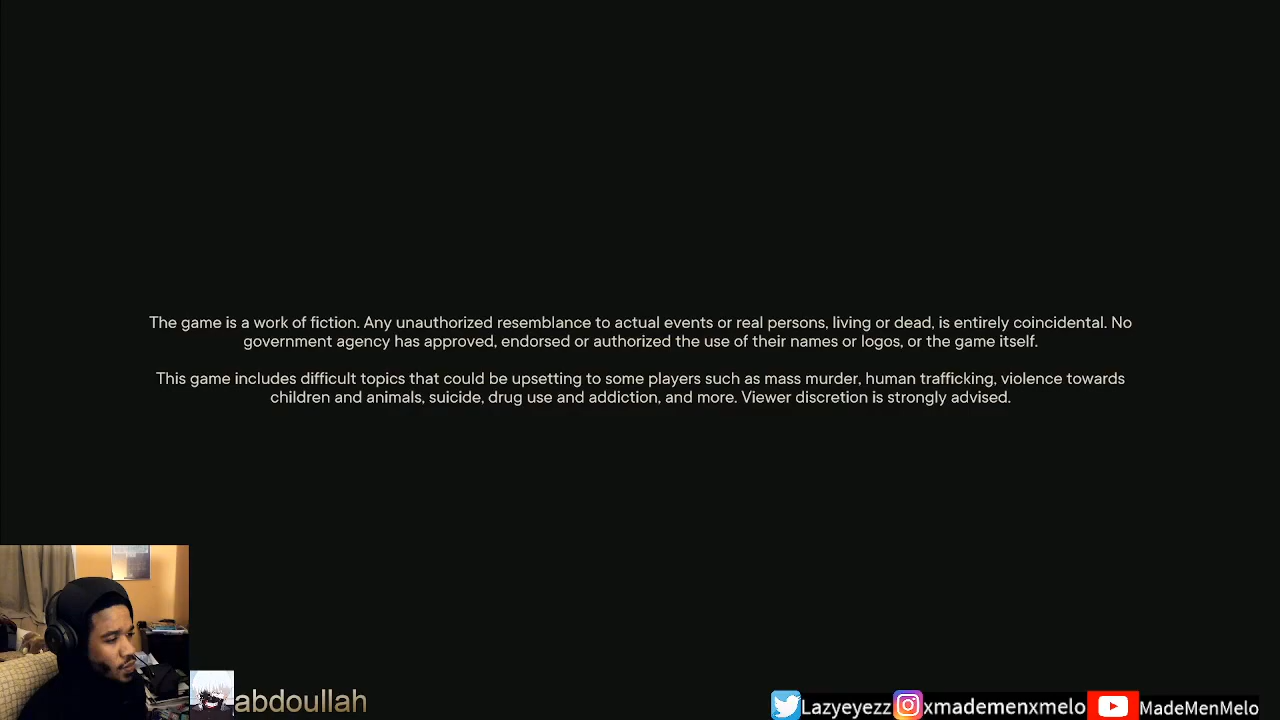 The game is a work of fiction. Any unauthorized resemblance to actual events or real persons, living or dead, is entirely coincidental. No
government agency has approved, endorsed or authorized the use of their names or logos, or the game itself.
This game includes difficult topics that could be upsetting to some players such as mass murder, human trafficking, violence towards
children and animals, suicide, drug use and addiction, and more. Viewer discretion is strongly advised.
abdoullah
Lazyeyezz xmademenxmelo MadeMenMelo